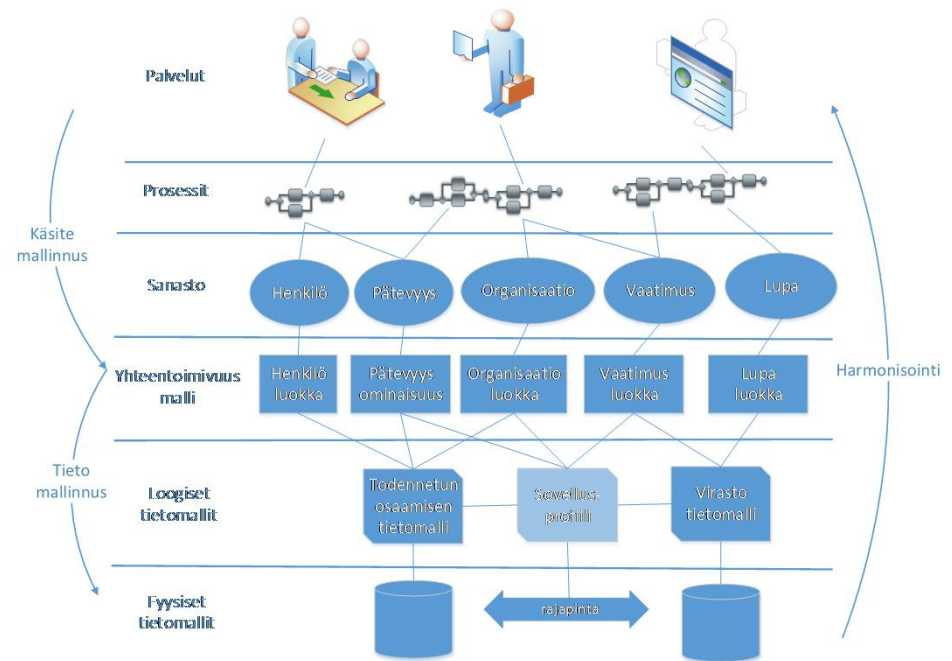 Palvelut
Prosessit
Käsite
mallinnus
Sanasto
Henkilö
Pätevyys
Organisaatio
Vaatimus
Lupa
Yhteentoimivuus
malli
Henkilö
luokka
Pätevyys
ominaisuus
Organisaatio
luokka
Vaatimus
luokka
Lupa
luokka
Harmonisointi
Tieto
mallinnus
Loogiset
tietomallit
Todennetun
osaamisen
tietomalli
Sovellus-
profiili
Virasto
tietomalli
Fyysiset
tietomallit
rajapinta